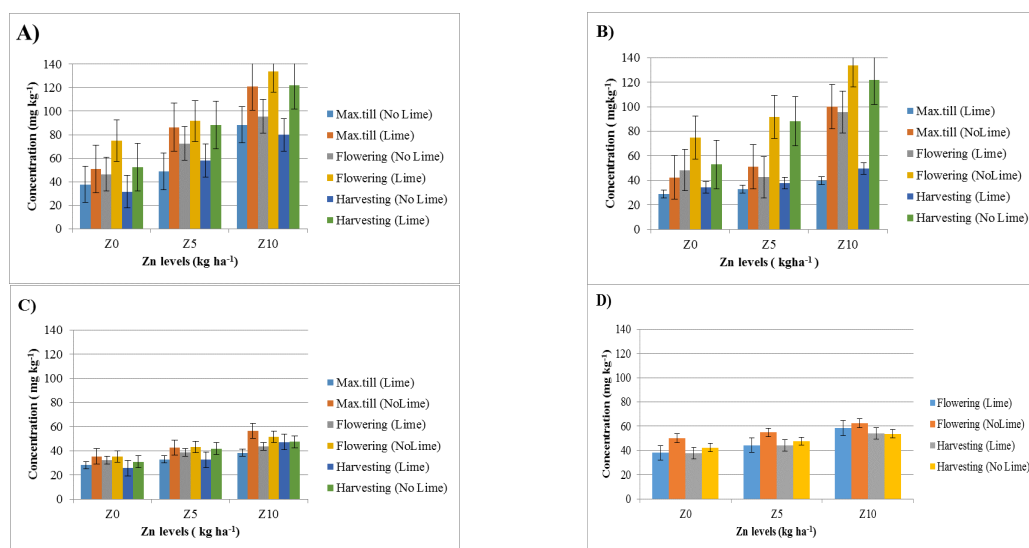 A)
Concentration (mg kg-1)
140
120
100
80
60
40
20
0
Z0 Z5 Z10
Zn levels (kg ha-1)
Max.till (No Lime)
Max.till (Lime)
Flowering (No Lime)
Flowering (Lime)
Harvesting (No Lime)
Harvesting (Lime)
B)
Concentration (mgkg-1)
140
120
100
80
60
40
20
0
Z0 Z5 Z10
Zn levels ( kgha-1)
Max.till (Lime)
Max.till (NoLime)
Flowering (Lime)
Flowering (NoLime)
Harvesting (Lime)
Harvesting (No Lime)
C)
Concentration ( mg kg-1)
140
120
100
80
60
40
20
0
Z0 Z5 Z10
Zn levels ( kg ha-1)
Max.till (Lime)
Max.till (NoLime)
Flowering (Lime)
Flowering (NoLime)
Harvesting (Lime)
Harvesting (No Lime)
D)
Concentration ( mg kg-1)
140
120
100
80
60
40
20
0
Z0 Z5 Z10
Zn levels (kg ha-1)
Flowering (Lime)
Flowering (NoLime)
Harvesting (Lime)
Harvesting (No Lime)